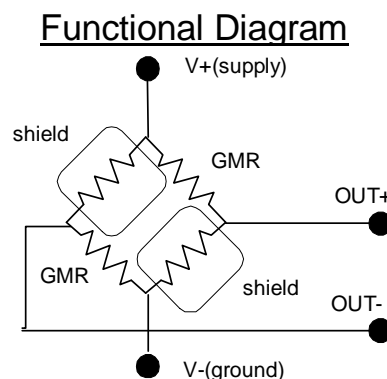 Functional Diagram
V+(supply)
shield
GMR
OUT+
GMR
shield
OUT-
V-(ground)